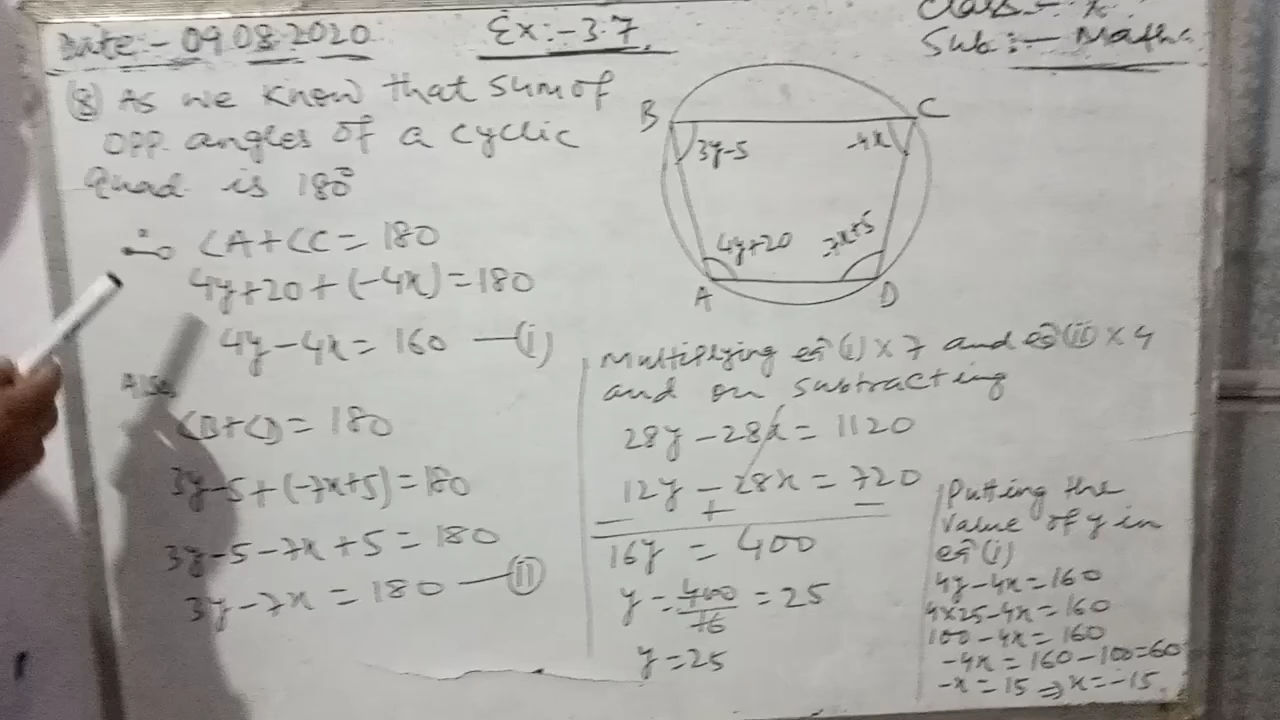 Date:- 09.08.2020
Ex:-3.7
Class:- X
Sub:- Maths
(8) As we know that sum of
opp. angles of a cyclic
quad. is 180°
∴ ∠A+∠C = 180
4y+20+(-4x)=180
4y-4x = 160 —(i)
Also
∠B+∠D = 180
3y-5+(-7x+5)=180
3y-5-7x+5 = 180
3y-7x = 180 —(ii)
B
C
3y-5
-4x
4y+20
-7x+5
A
D
Multiplying eqn (i) × 7 and eqn (ii) × 4
and on subtracting
28y - 28x = 1120
12y - 28x = 720
- + -
16y = 400
y = 400/16 = 25
y = 25
Putting the
value of y in
eqn (i)
4y-4x=160
4×25-4x=160
100-4x=160
-4x=160-100=60
-x=15 ⇒ x=-15